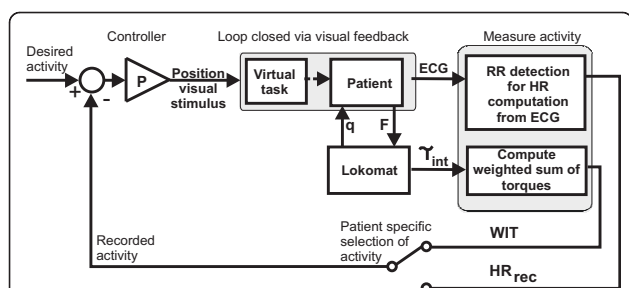 Controller
Loop closed via visual feedback
Measure activity
Desired
activity
+
-
P
Position
visual
stimulus
Virtual
task
Patient
ECG
RR detection
for HR
computation
from ECG
q
F
Lokomat
τ̃int
Compute
weighted sum of
torques
Patient specific
selection of
activity
WIT
Recorded
activity
HRrec